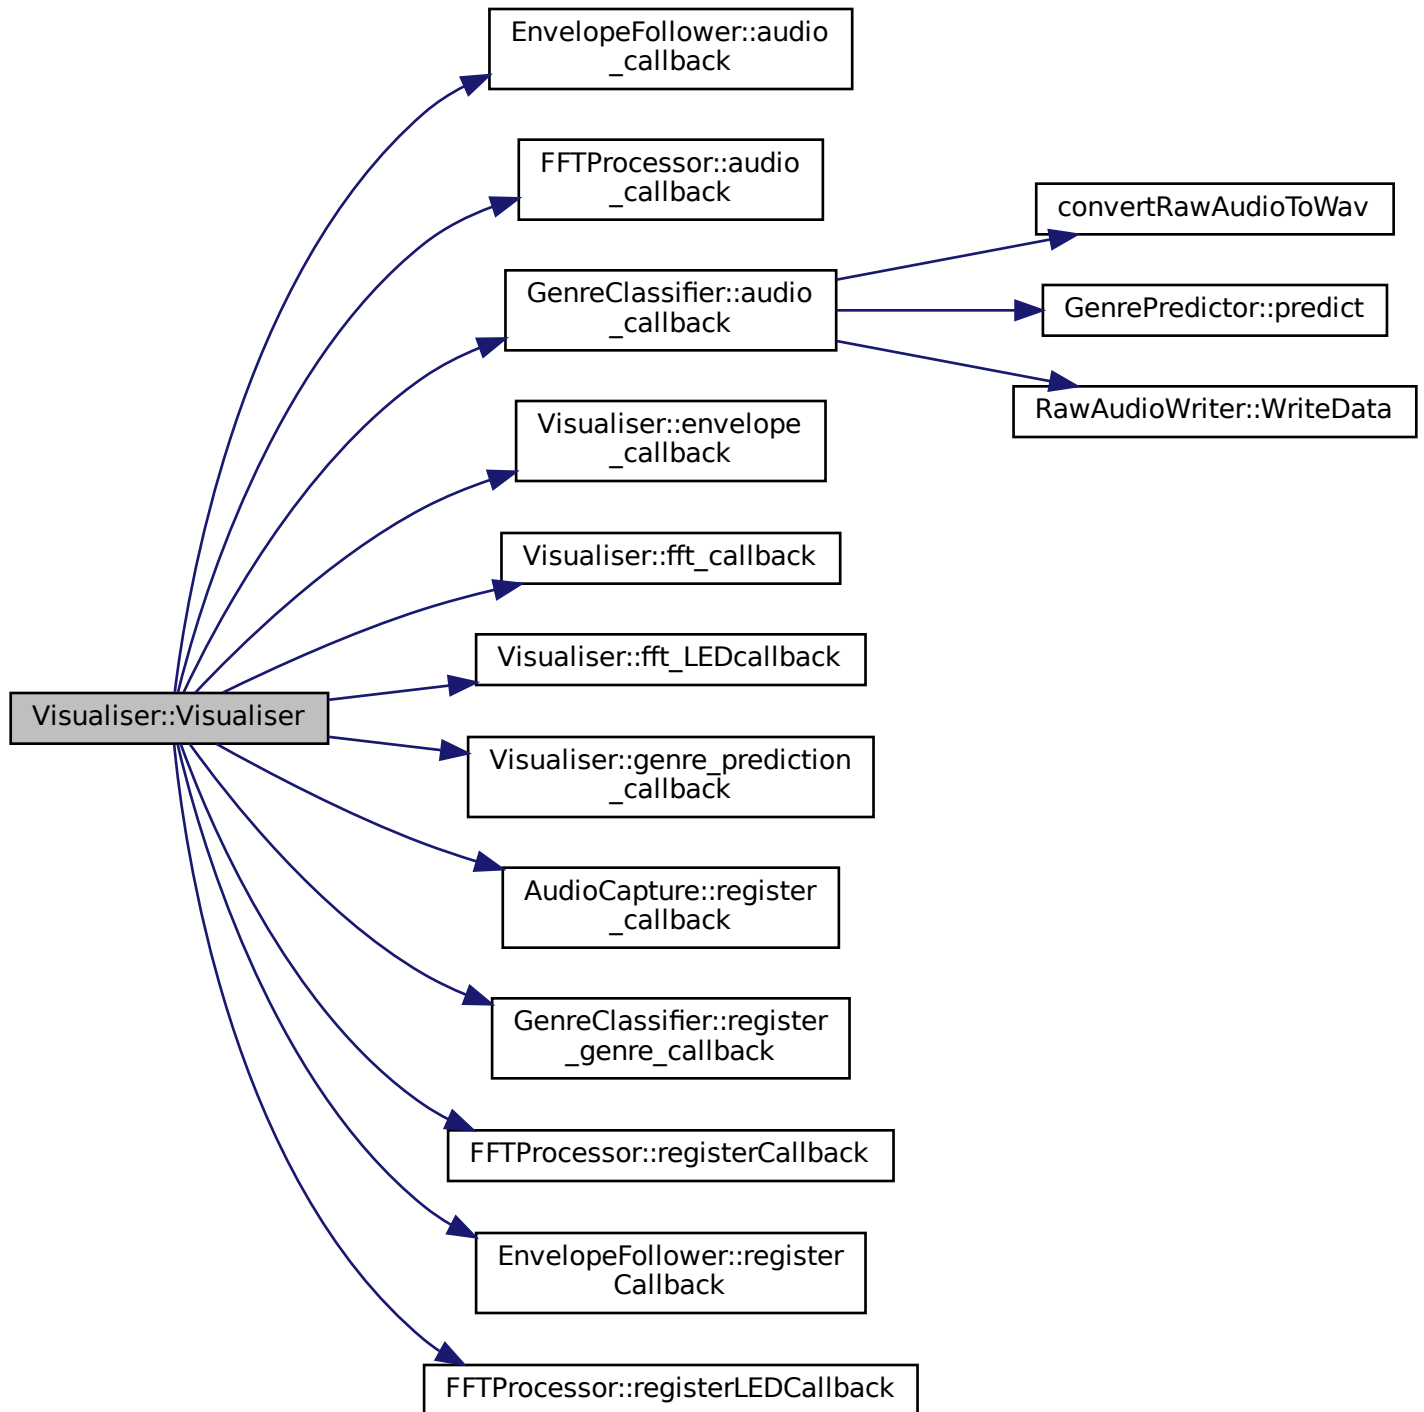 EnvelopeFollower::audio
_callback
FFTProcessor::audio
_callback
convertRawAudioToWav
GenreClassifier::audio
_callback
GenrePredictor::predict
RawAudioWriter::WriteData
Visualiser::envelope
_callback
Visualiser::fft_callback
Visualiser::fft_LEDcallback
Visualiser::Visualiser
Visualiser::genre_prediction
_callback
AudioCapture::register
_callback
GenreClassifier::register
_genre_callback
FFTProcessor::registerCallback
EnvelopeFollower::register
Callback
FFTProcessor::registerLEDCallback